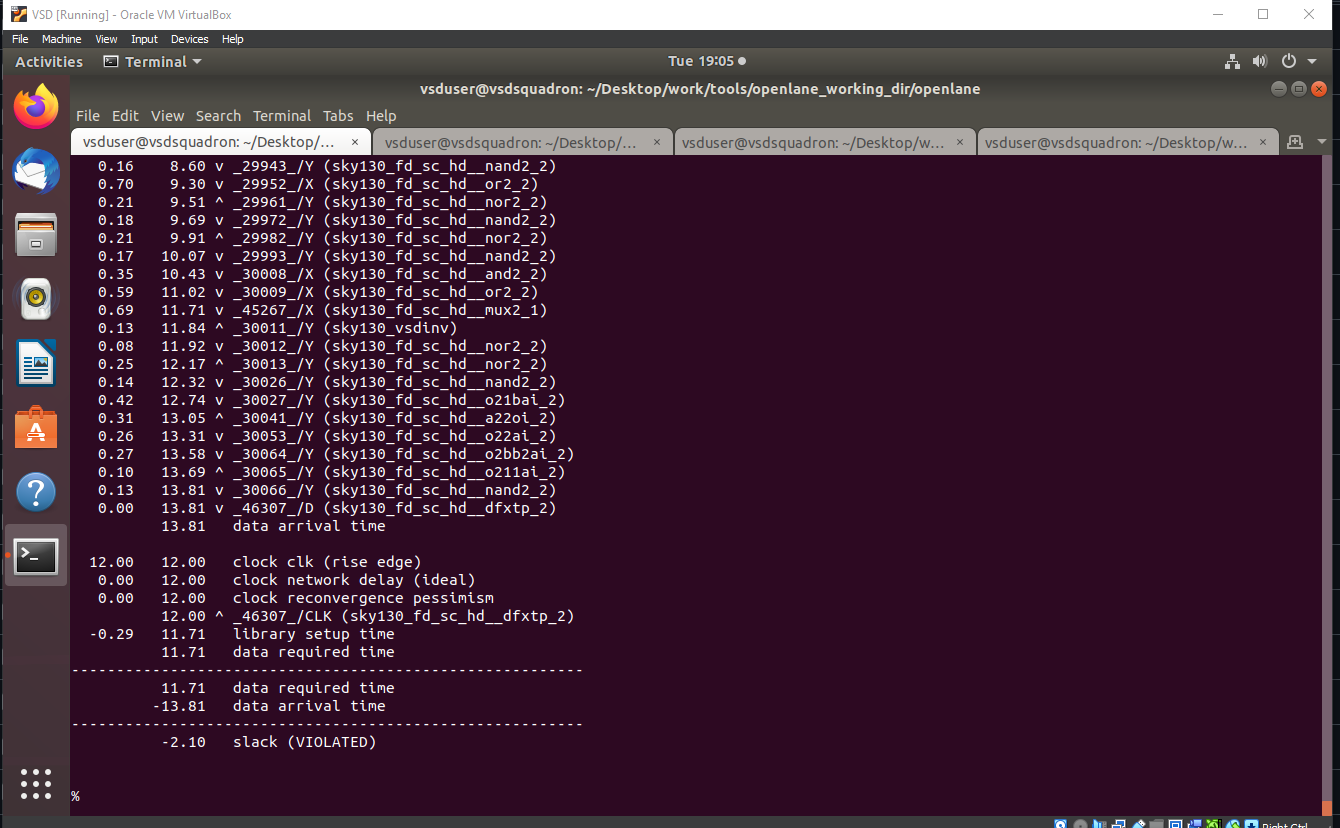 VSD [Running] - Oracle VM VirtualBox
File Machine View Input Devices Help
Activities Terminal Tue 19:05
vsduser@vsdsquadron: ~/Desktop/work/tools/openlane_working_dir/openlane
File Edit View Search Terminal Tabs Help
vsduser@vsdsquadron: ~/Desktop/... × vsduser@vsdsquadron: ~/Desktop/... × vsduser@vsdsquadron: ~/Desktop/w... × vsduser@vsdsquadron: ~/Desktop/w... ×
0.16 8.60 v _29943_/Y (sky130_fd_sc_hd__nand2_2)
0.70 9.30 v _29952_/X (sky130_fd_sc_hd__or2_2)
0.21 9.51 ^ _29961_/Y (sky130_fd_sc_hd__nor2_2)
0.18 9.69 v _29972_/Y (sky130_fd_sc_hd__nand2_2)
0.21 9.91 ^ _29982_/Y (sky130_fd_sc_hd__nor2_2)
0.17 10.07 v _29993_/Y (sky130_fd_sc_hd__nand2_2)
0.35 10.43 v _30008_/X (sky130_fd_sc_hd__and2_2)
0.59 11.02 v _30009_/X (sky130_fd_sc_hd__or2_2)
0.69 11.71 v _45267_/X (sky130_fd_sc_hd__mux2_1)
0.13 11.84 ^ _30011_/Y (sky130_vsdinv)
0.08 11.92 v _30012_/Y (sky130_fd_sc_hd__nor2_2)
0.25 12.17 ^ _30013_/Y (sky130_fd_sc_hd__nor2_2)
0.14 12.32 v _30026_/Y (sky130_fd_sc_hd__nand2_2)
0.42 12.74 v _30027_/Y (sky130_fd_sc_hd__o21bai_2)
0.31 13.05 ^ _30041_/Y (sky130_fd_sc_hd__a22oi_2)
0.26 13.31 v _30053_/Y (sky130_fd_sc_hd__o22ai_2)
0.27 13.58 v _30064_/Y (sky130_fd_sc_hd__o2bb2ai_2)
0.10 13.69 ^ _30065_/Y (sky130_fd_sc_hd__o211ai_2)
0.13 13.81 v _30066_/Y (sky130_fd_sc_hd__nand2_2)
0.00 13.81 v _46307_/D (sky130_fd_sc_hd__dfxtp_2)
13.81 data arrival time
12.00 12.00 clock clk (rise edge)
0.00 12.00 clock network delay (ideal)
0.00 12.00 clock reconvergence pessimism
12.00 ^ _46307_/CLK (sky130_fd_sc_hd__dfxtp_2)
-0.29 11.71 library setup time
11.71 data required time
---------------------------------------------------------
11.71 data required time
-13.81 data arrival time
---------------------------------------------------------
-2.10 slack (VIOLATED)
%
Right Ctrl